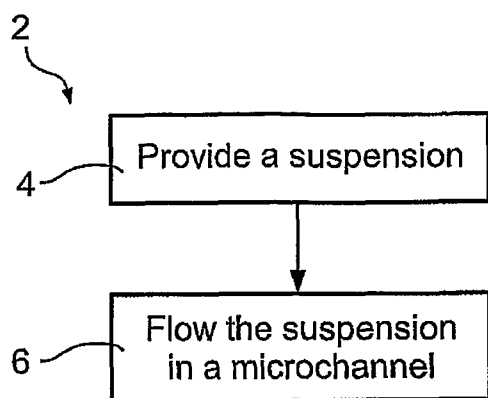 2
4
Provide a suspension
6
Flow the suspension
in a microchannel